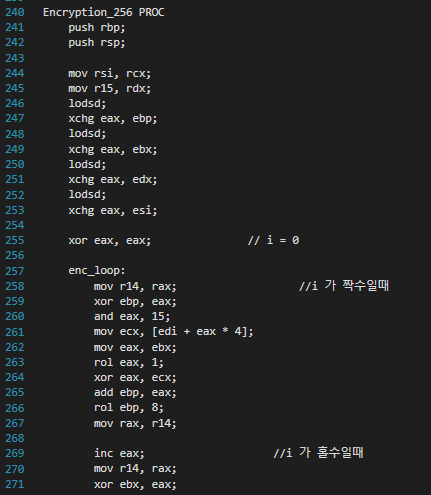 240 Encryption_256 PROC
241 push rbp;
242 push rsp;
243
244 mov rsi, rcx;
245 mov r15, rdx;
246 lodsd;
247 xchg eax, ebp;
248 lodsd;
249 xchg eax, ebx;
250 lodsd;
251 xchg eax, edx;
252 lodsd;
253 xchg eax, esi;
254
255 xor eax, eax; // i = 0
256
257 enc_loop:
258 mov r14, rax; //i 가 짝수일때
259 xor ebp, eax;
260 and eax, 15;
261 mov ecx, [edi + eax * 4];
262 mov eax, ebx;
263 rol eax, 1;
264 xor eax, ecx;
265 add ebp, eax;
266 rol ebp, 8;
267 mov rax, r14;
268
269 inc eax; //i 가 홀수일때
270 mov r14, rax;
271 xor ebx, eax;